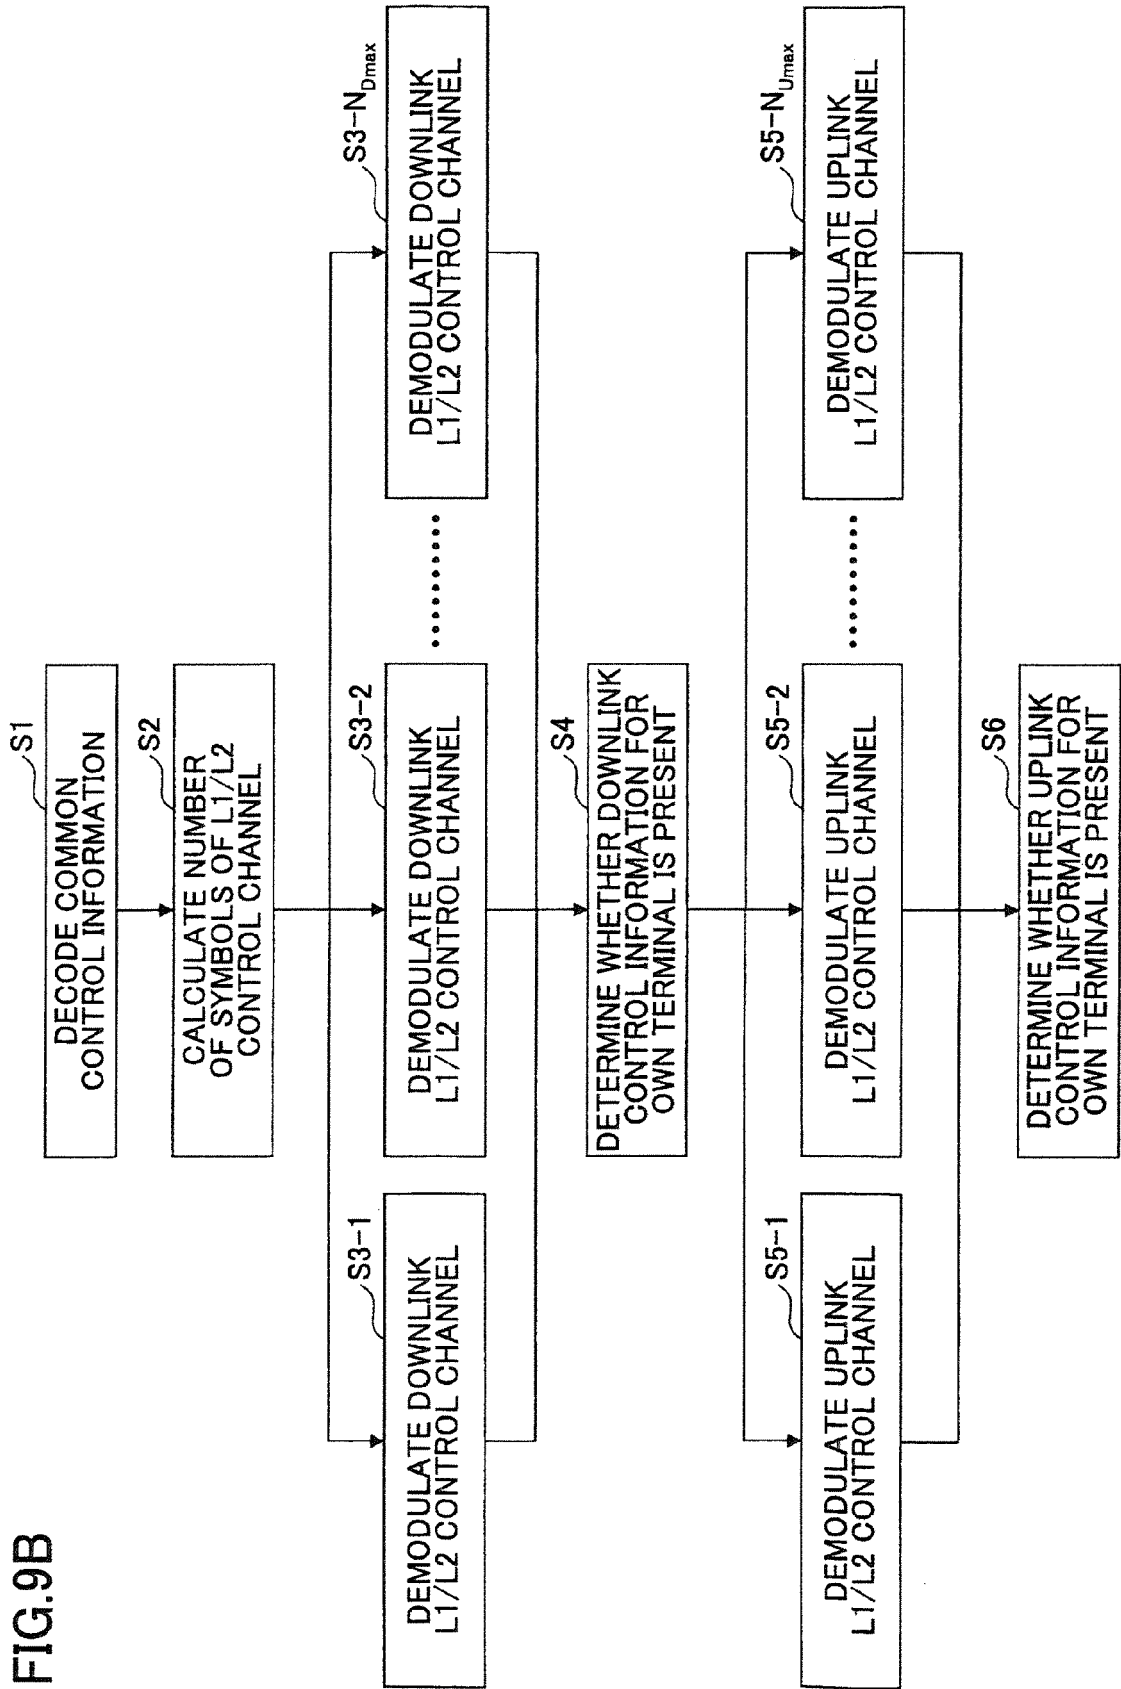 FIG.9B
S1
DECODE COMMON
CONTROL INFORMATION
S2
CALCULATE NUMBER
OF SYMBOLS OF L1/L2
CONTROL CHANNEL
S3-1
DEMODULATE DOWNLINK
L1/L2 CONTROL CHANNEL
S3-2
DEMODULATE DOWNLINK
L1/L2 CONTROL CHANNEL
S3-NDmax
DEMODULATE DOWNLINK
L1/L2 CONTROL CHANNEL
S4
DETERMINE WHETHER DOWNLINK
CONTROL INFORMATION FOR
OWN TERMINAL IS PRESENT
S5-1
DEMODULATE UPLINK
L1/L2 CONTROL CHANNEL
S5-2
DEMODULATE UPLINK
L1/L2 CONTROL CHANNEL
S5-NUmax
DEMODULATE UPLINK
L1/L2 CONTROL CHANNEL
S6
DETERMINE WHETHER UPLINK
CONTROL INFORMATION FOR
OWN TERMINAL IS PRESENT